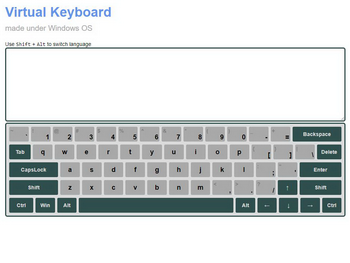 Virtual Keyboard
made under Windows OS
Use Shift + Alt to switch language
` 1 2 3 4 5 6 7 8 9 0 - = Backspace
Tab q w e r t y u i o p [ ] \ Delete
CapsLock a s d f g h j k l ; ' Enter
Shift z x c v b n m , . / ↑ Shift
Ctrl Win Alt Alt ← ↓ → Ctrl